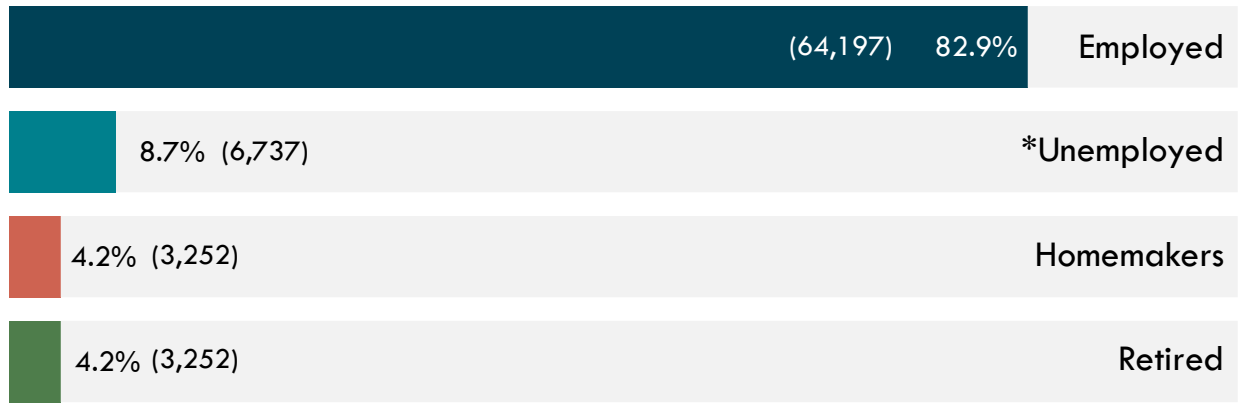 (64,197) 82.9% Employed
8.7% (6,737) *Unemployed
4.2% (3,252) Homemakers
4.2% (3,252) Retired